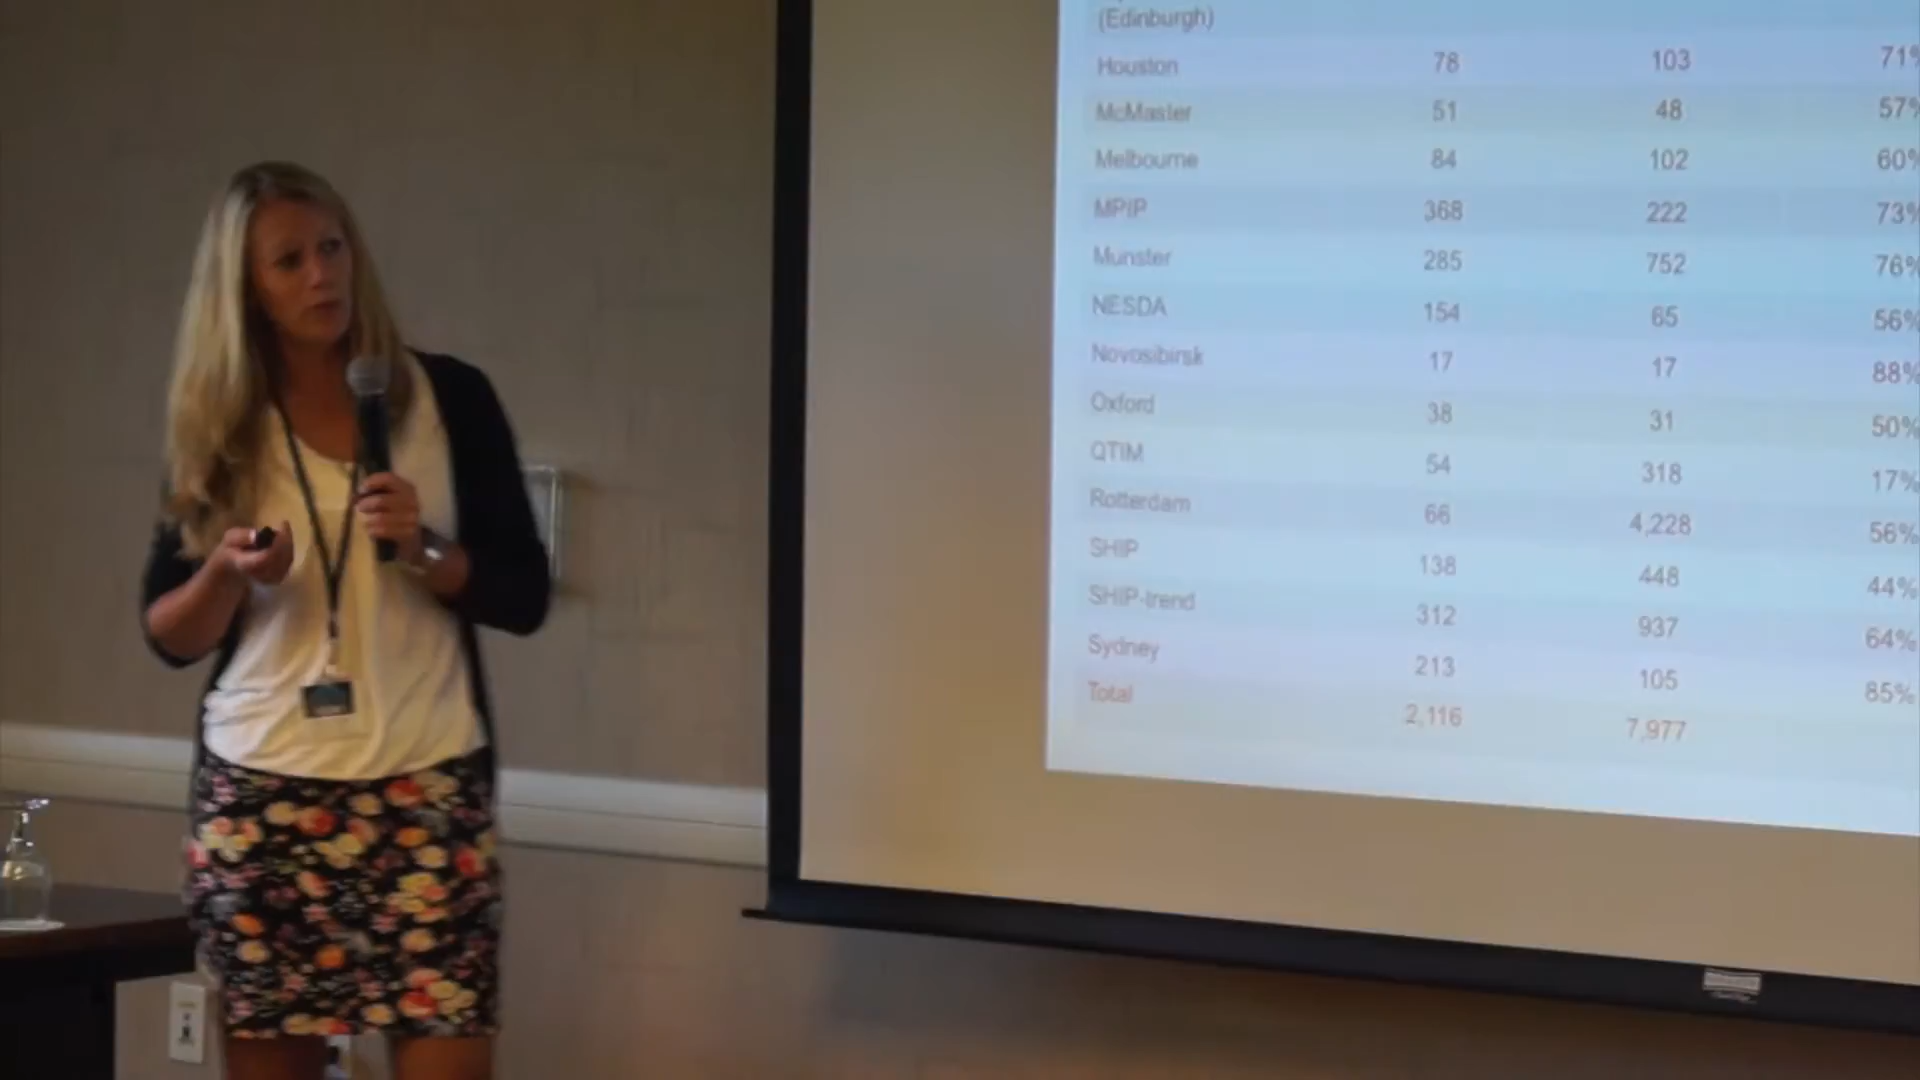 (Edinburgh)
Houston 78 103 71%
McMaster 51 48 57%
Melbourne 84 102 60%
MPIP 368 222 73%
Munster 285 752 76%
NESDA 154 65 56%
Novosibirsk 17 17 88%
Oxford 38 31 50%
QTIM 54 318 17%
Rotterdam 66 4,228 56%
SHIP 138 448 44%
SHIP-trend 312 937 64%
Sydney 213 105 85%
Total 2,116 7,977